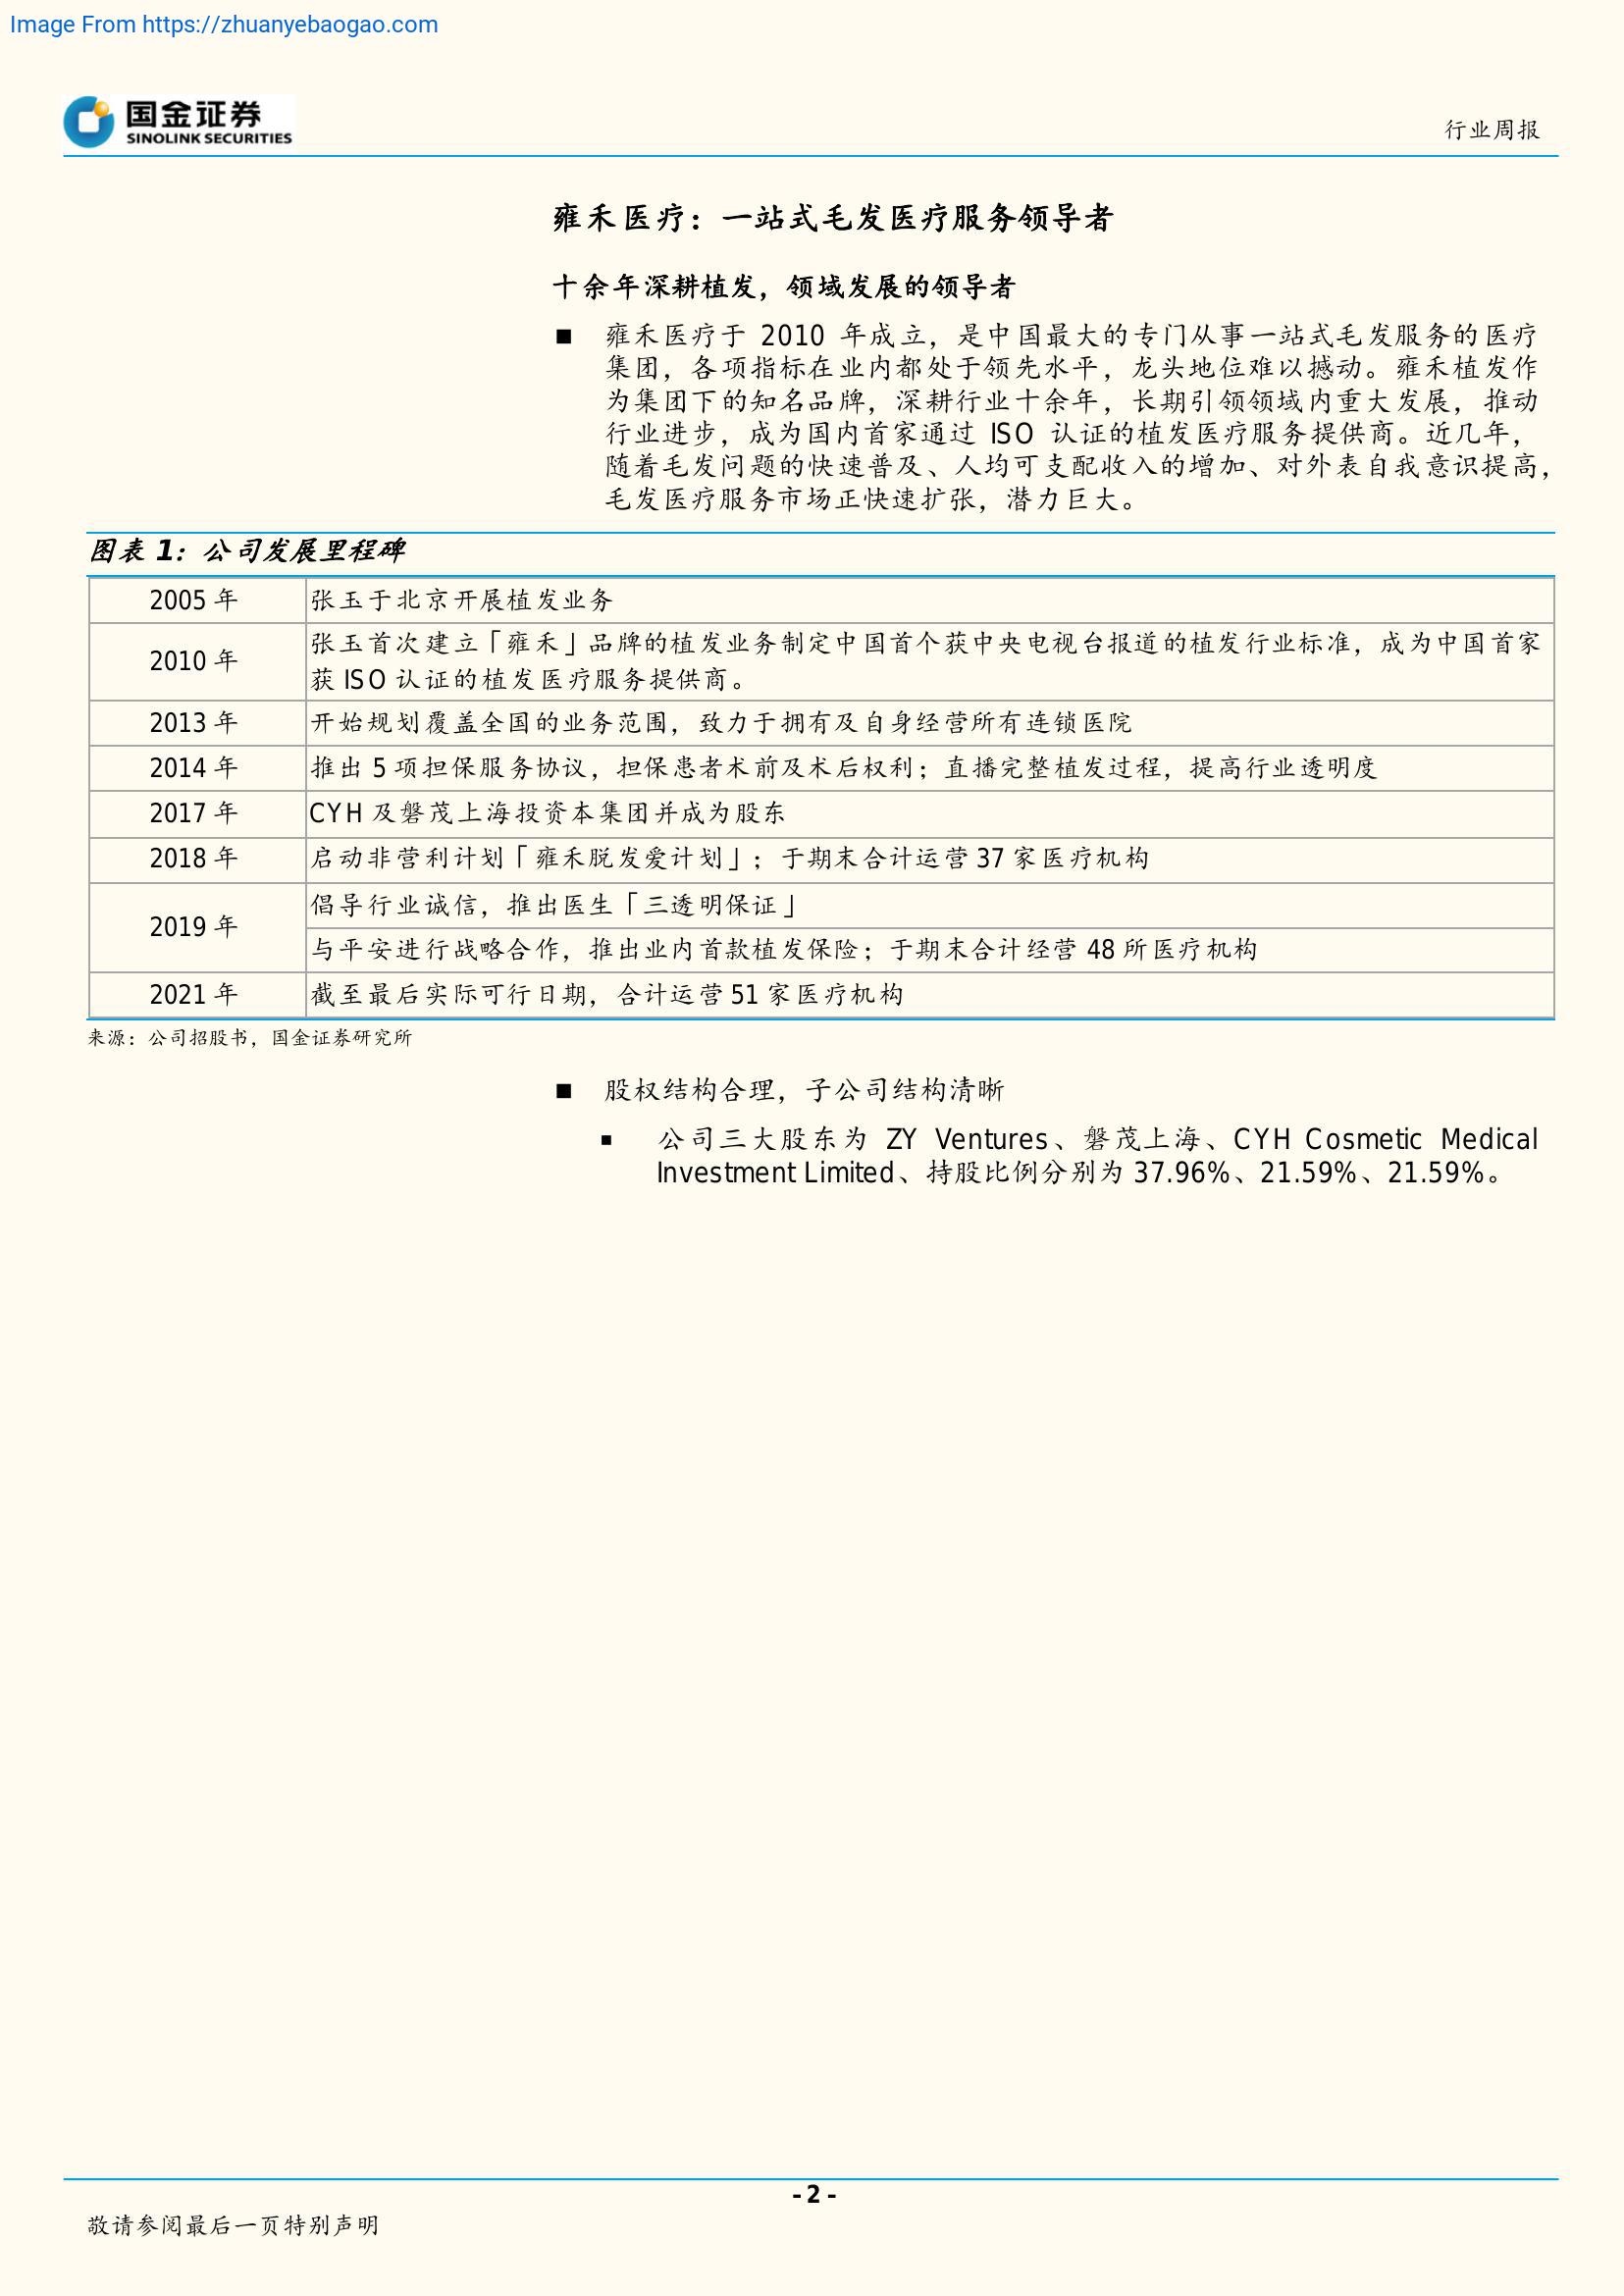 Image From https://zhuanyebaogao.com
国金证券
SINOLINK SECURITIES
行业周报
雍禾医疗：一站式毛发医疗服务领导者
十余年深耕植发，领域发展的领导者
■ 雍禾医疗于 2010 年成立，是中国最大的专门从事一站式毛发服务的医疗
集团，各项指标在业内都处于领先水平，龙头地位难以撼动。雍禾植发作
为集团下的知名品牌，深耕行业十余年，长期引领领域内重大发展，推动
行业进步，成为国内首家通过 ISO 认证的植发医疗服务提供商。近几年，
随着毛发问题的快速普及、人均可支配收入的增加、对外表自我意识提高，
毛发医疗服务市场正快速扩张，潜力巨大。
图表 1：公司发展里程碑
2005 年 张玉于北京开展植发业务
2010 年 张玉首次建立「雍禾」品牌的植发业务制定中国首个获中央电视台报道的植发行业标准，成为中国首家
获 ISO 认证的植发医疗服务提供商。
2013 年 开始规划覆盖全国的业务范围，致力于拥有及自身经营所有连锁医院
2014 年 推出 5 项担保服务协议，担保患者术前及术后权利；直播完整植发过程，提高行业透明度
2017 年 CYH 及磐茂上海投资本集团并成为股东
2018 年 启动非营利计划「雍禾脱发爱计划」；于期末合计运营 37 家医疗机构
2019 年 倡导行业诚信，推出医生「三透明保证」
与平安进行战略合作，推出业内首款植发保险；于期末合计经营 48 所医疗机构
2021 年 截至最后实际可行日期，合计运营 51 家医疗机构
来源：公司招股书，国金证券研究所
■ 股权结构合理，子公司结构清晰
■ 公司三大股东为 ZY Ventures、磐茂上海、CYH Cosmetic Medical
Investment Limited、持股比例分别为 37.96%、21.59%、21.59%。
- 2 -
敬请参阅最后一页特别声明